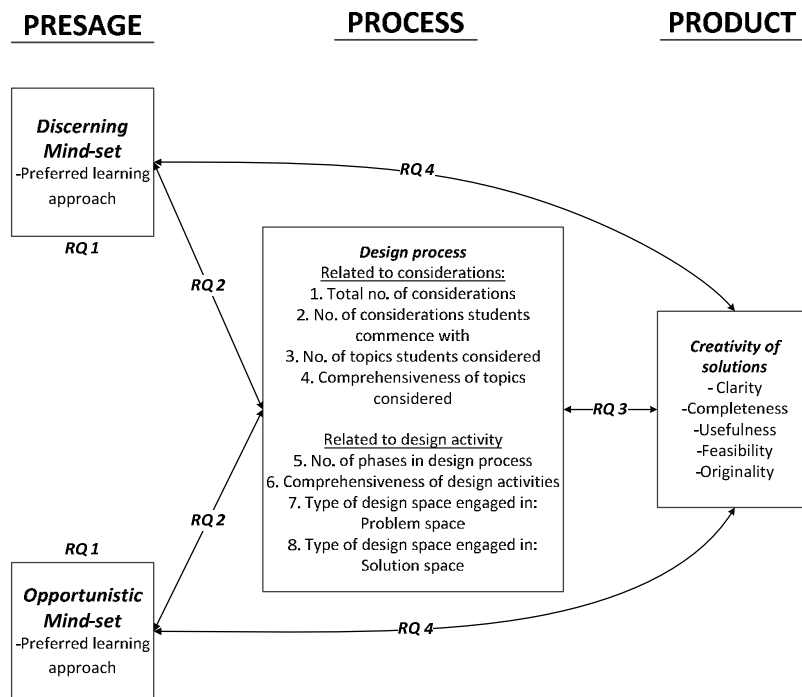 PRESAGE
PROCESS
PRODUCT
Discerning
Mind-set
-Preferred learning
approach
RQ 1
RQ 4
RQ 2
Design process
Related to considerations:
1. Total no. of considerations
2. No. of considerations students
commence with
3. No. of topics students considered
4. Comprehensiveness of topics
considered
Related to design activity
5. No. of phases in design process
6. Comprehensiveness of design activities
7. Type of design space engaged in:
Problem space
8. Type of design space engaged in:
Solution space
RQ 3
Creativity of
solutions
- Clarity
-Completeness
-Usefulness
-Feasibility
-Originality
RQ 2
RQ 1
Opportunistic
Mind-set
-Preferred learning
approach
RQ 4